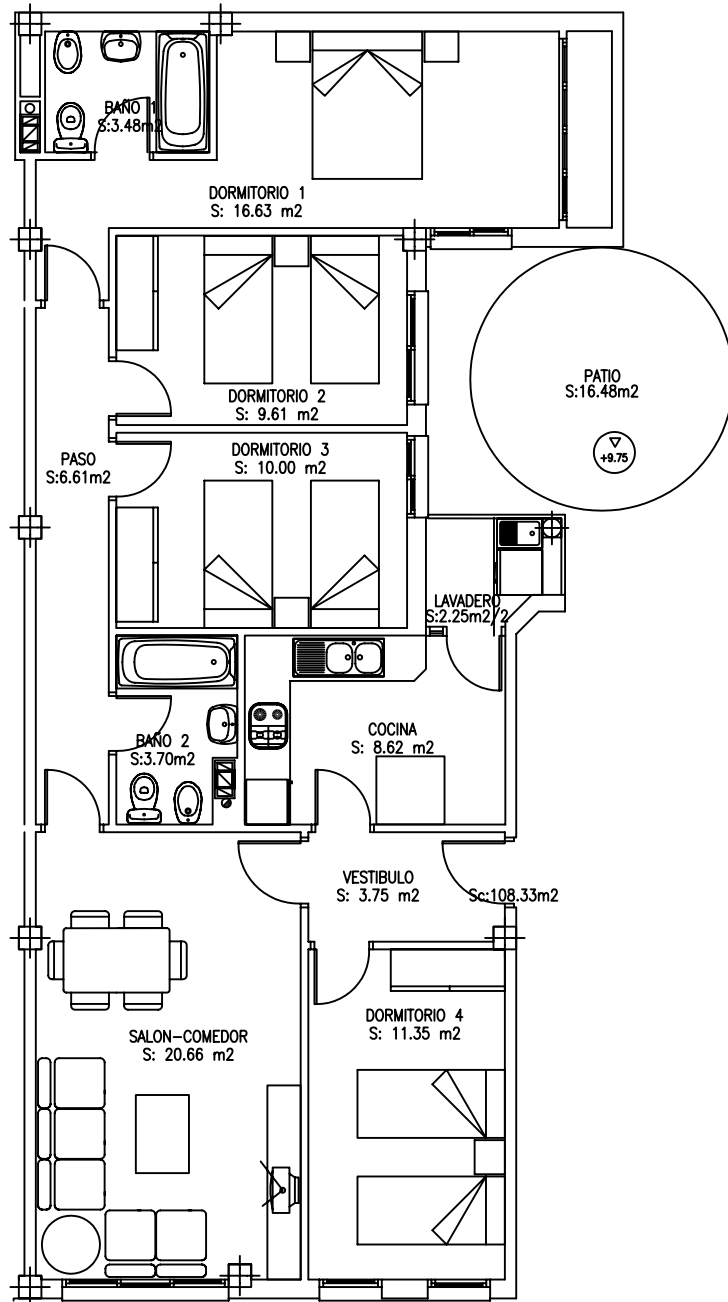 BAÑO 1
S:3.48m2
DORMITORIO 1
S: 16.63 m2
PATIO
S:16.48m2
+9.75
DORMITORIO 2
S: 9.61 m2
DORMITORIO 3
S: 10.00 m2
PASO
S:6.61m2
LAVADERO
S:2.25m2/2
COCINA
S: 8.62 m2
BAÑO 2
S:3.70m2
VESTIBULO
S: 3.75 m2
Sc:108.33m2
DORMITORIO 4
S: 11.35 m2
SALON-COMEDOR
S: 20.66 m2